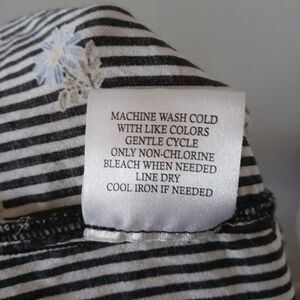 MACHINE WASH COLD
WITH LIKE COLORS
GENTLE CYCLE
ONLY NON-CHLORINE
BLEACH WHEN NEEDED
LINE DRY
COOL IRON IF NEEDED